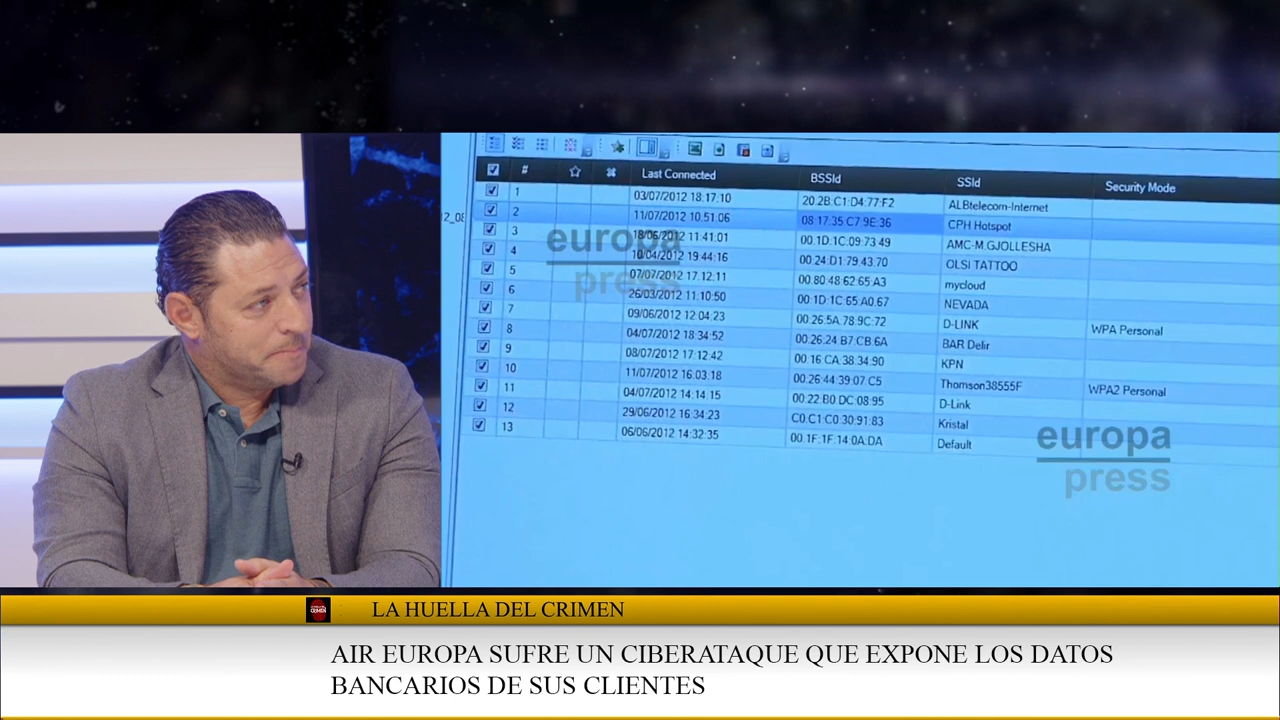 # Last Connected BSSId SSId Security Mode
1 03/07/2012 18:17:10 20:2B:C1:D4:77:F2 ALBtelecom-Internet
2 11/07/2012 10:51:06 08:17:35:C7:9E:36 CPH Hotspot
3 18/06/2012 11:41:01 00:1D:1C:09:73:49 AMC-M.GJOLLESHA
4 10/04/2012 19:44:16 00:24:D1:79:43:70 OLSI TATTOO
5 07/07/2012 17:12:11 00:80:48:62:65:A3 mycloud
6 26/03/2012 11:10:50 00:1D:1C:65:A0:67 NEVADA
7 09/06/2012 12:04:23 00:26:5A:78:9C:72 D-LINK WPA Personal
8 04/07/2012 18:34:52 00:26:24:B7:CB:6A BAR Delir
9 08/07/2012 17:12:42 00:16:CA:38:34:90 KPN
10 11/07/2012 16:03:18 00:26:44:39:07:C5 Thomson38555F WPA2 Personal
11 04/07/2012 14:14:15 00:22:B0:DC:08:95 D-Link
12 29/06/2012 16:34:23 C0:C1:C0:30:91:83 Kristal
13 06/06/2012 14:32:35 00:1F:1F:14:0A:DA Default
europa
press
europa
press
LA HUELLA DEL CRIMEN
AIR EUROPA SUFRE UN CIBERATAQUE QUE EXPONE LOS DATOS
BANCARIOS DE SUS CLIENTES